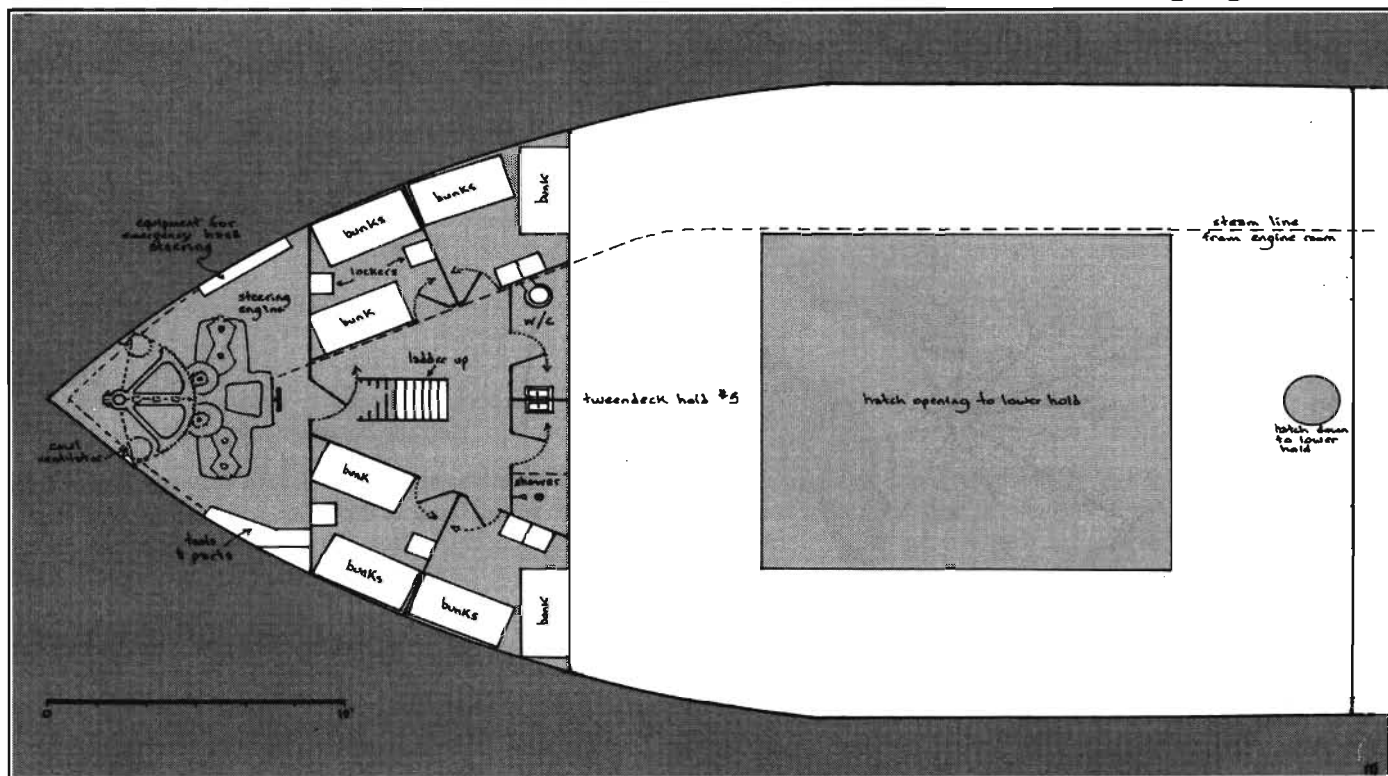 bunks
bunks
bunk
equipment for
emergency hand
steering
steam line
from engine room
lockers
steering
engine
bunk
w/c
ladder up
tweendeck hold #5
hatch opening to lower hold
hatch down
to lower
hold
cowl
ventilator
bunk
shower
tools
& parts
bunks
bunks
bunk
0
10'